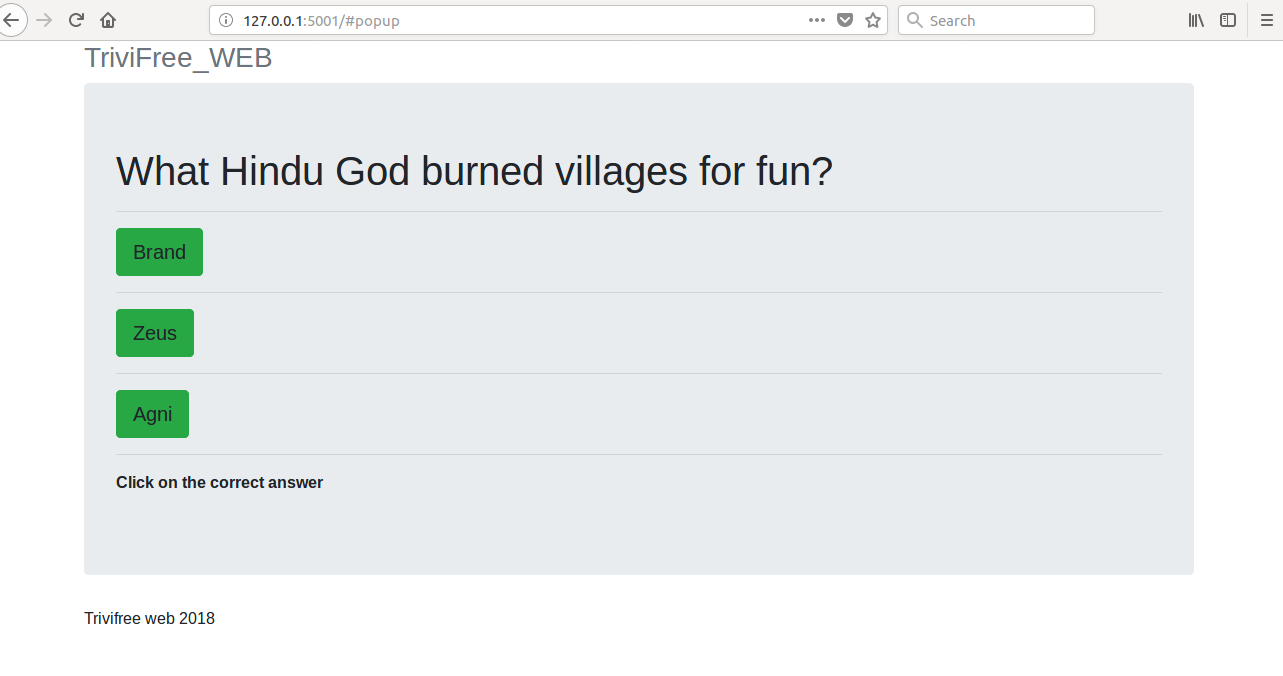 127.0.0.1:5001/#popup
Search
TriviFree_WEB
What Hindu God burned villages for fun?
Brand
Zeus
Agni
Click on the correct answer
Trivifree web 2018